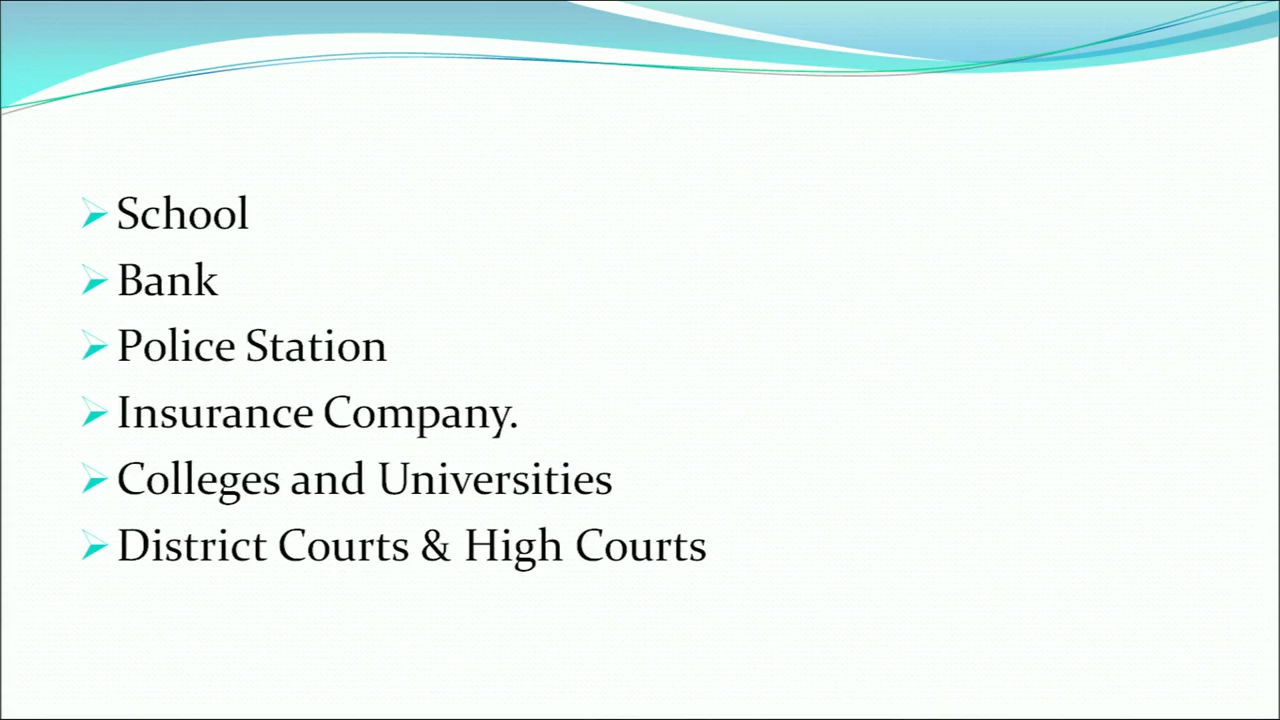 School
Bank
Police Station
Insurance Company.
Colleges and Universities
District Courts & High Courts